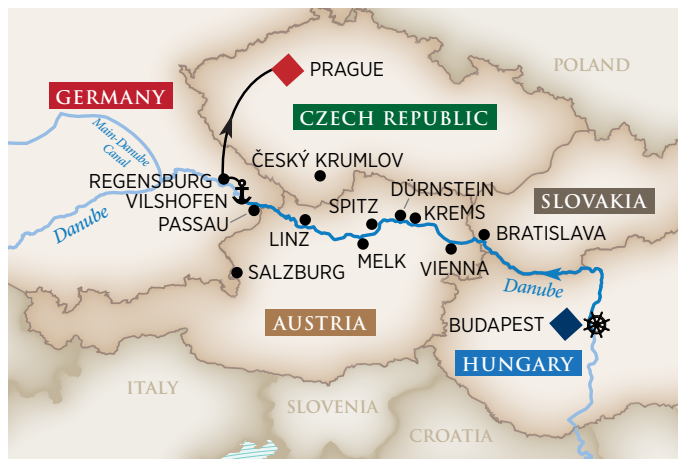 POLAND
PRAGUE
GERMANY
CZECH REPUBLIC
Main-Danube
Canal
ČESKÝ KRUMLOV
REGENSBURG
DÜRNSTEIN
VILSHOFEN
SPITZ
SLOVAKIA
KREMS
PASSAU
Danube
LINZ
BRATISLAVA
MELK
VIENNA
SALZBURG
Danube
AUSTRIA
BUDAPEST
HUNGARY
ITALY
SLOVENIA
CROATIA